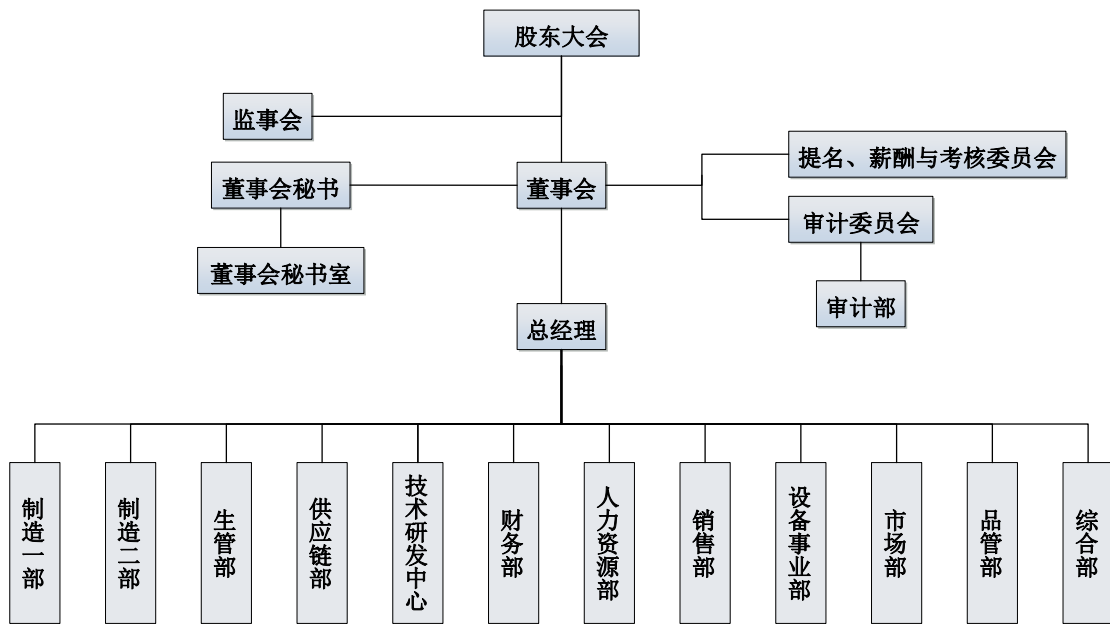 股东大会
监事会
提名、薪酬与考核委员会
董事会秘书
董事会
审计委员会
董事会秘书室
审计部
总经理
制造一部
制造二部
生管部
供应链部
技术研发中心
财务部
人力资源部
销售部
设备事业部
市场部
品管部
综合部